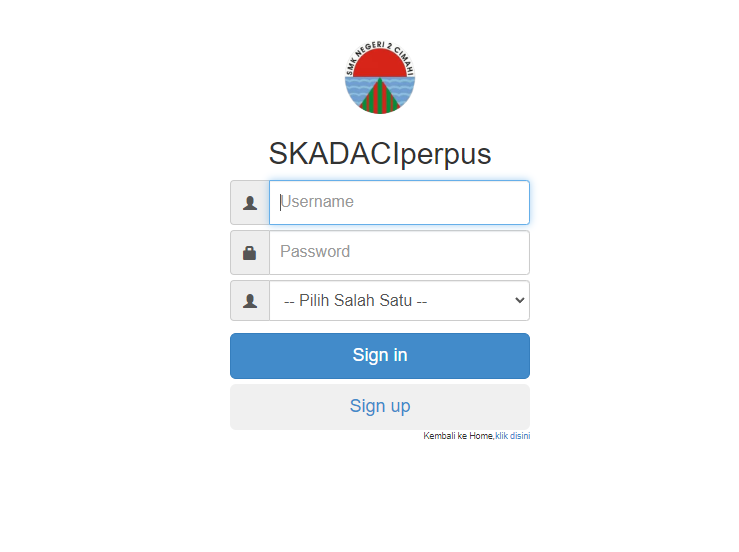 SMK NEGERI 2 CIMAHI
SKADACIperpus
Username
Password
-- Pilih Salah Satu --
Sign in
Sign up
Kembali ke Home,klik disini